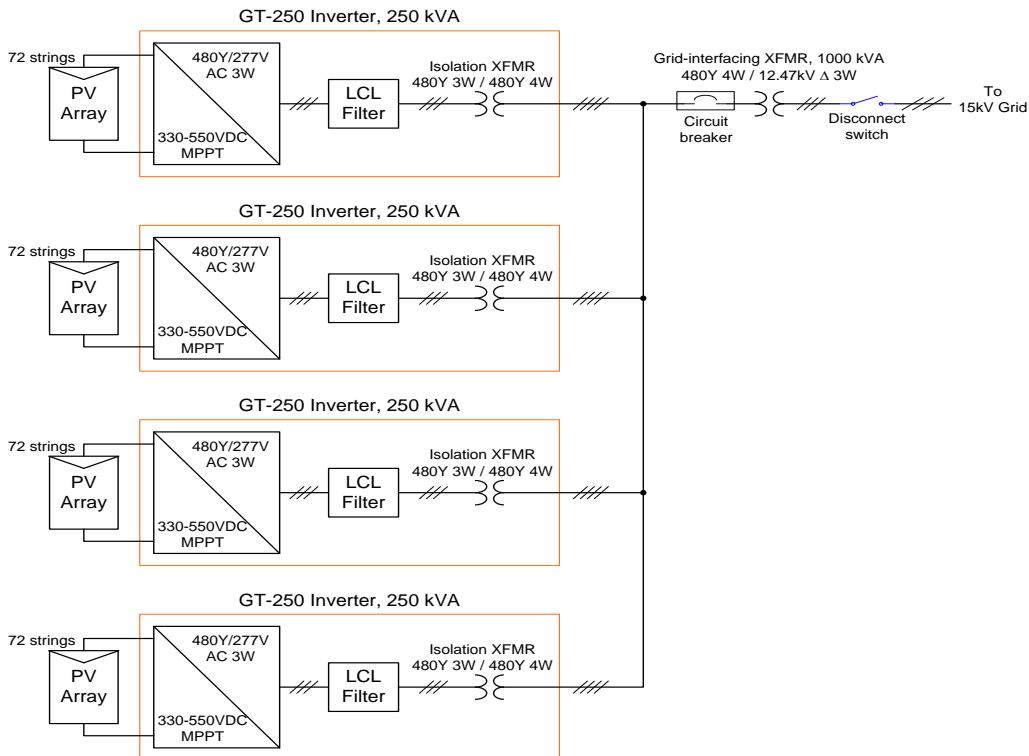 GT-250 Inverter, 250 kVA
72 strings
PV
Array
480Y/277V
AC 3W
330-550VDC
MPPT
LCL
Filter
Isolation XFMR
480Y 3W / 480Y 4W
Grid-interfacing XFMR, 1000 kVA
480Y 4W / 12.47kV Δ 3W
Circuit
breaker
Disconnect
switch
To
15kV Grid
GT-250 Inverter, 250 kVA
72 strings
PV
Array
480Y/277V
AC 3W
330-550VDC
MPPT
LCL
Filter
Isolation XFMR
480Y 3W / 480Y 4W
GT-250 Inverter, 250 kVA
72 strings
PV
Array
480Y/277V
AC 3W
330-550VDC
MPPT
LCL
Filter
Isolation XFMR
480Y 3W / 480Y 4W
GT-250 Inverter, 250 kVA
72 strings
PV
Array
480Y/277V
AC 3W
330-550VDC
MPPT
LCL
Filter
Isolation XFMR
480Y 3W / 480Y 4W